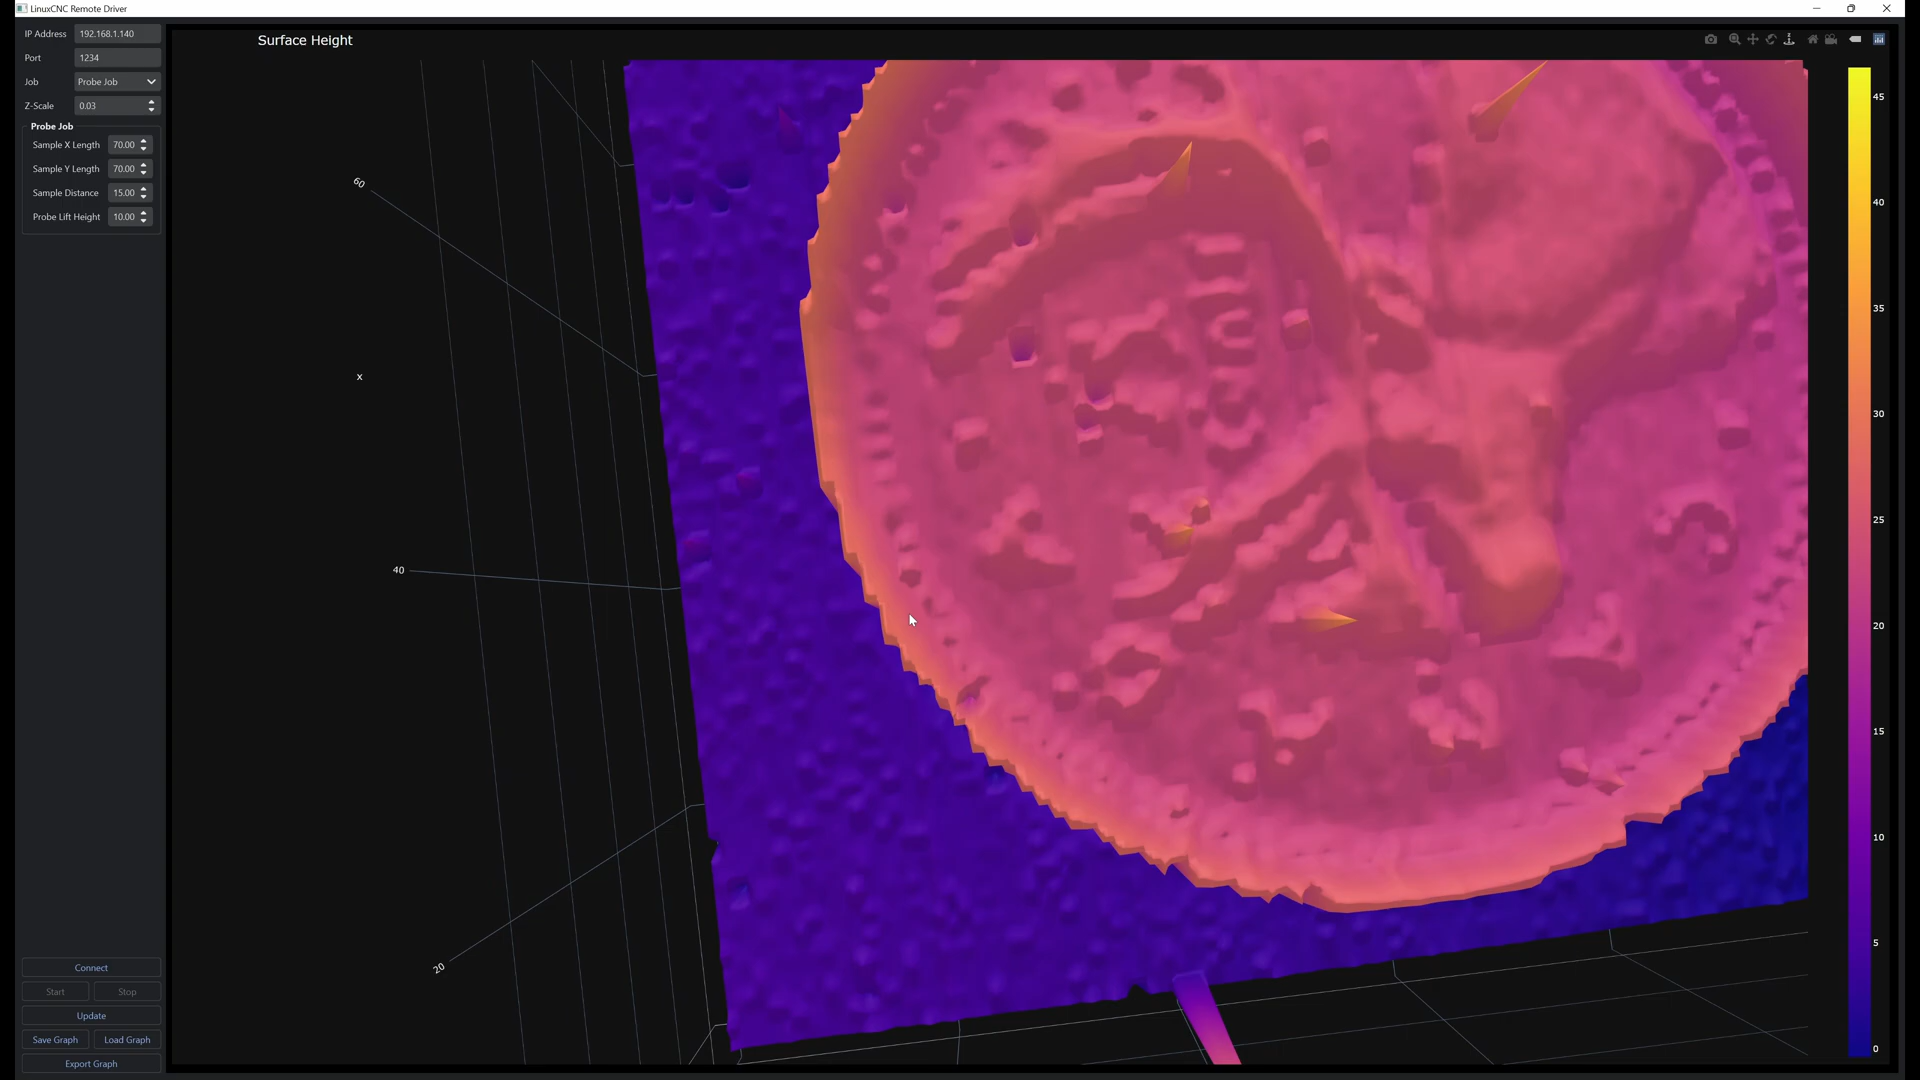 LinuxCNC Remote Driver
IP Address 192.168.1.140
Port 1234
Job Probe Job
Z-Scale 0.03
Probe Job
Sample X Length 70.00
Sample Y Length 70.00
Sample Distance 15.00
Probe Lift Height 10.00
Connect
Start Stop
Update
Save Graph Load Graph
Export Graph
Surface Height
60
x
40
20
45
40
35
30
25
20
15
10
5
0